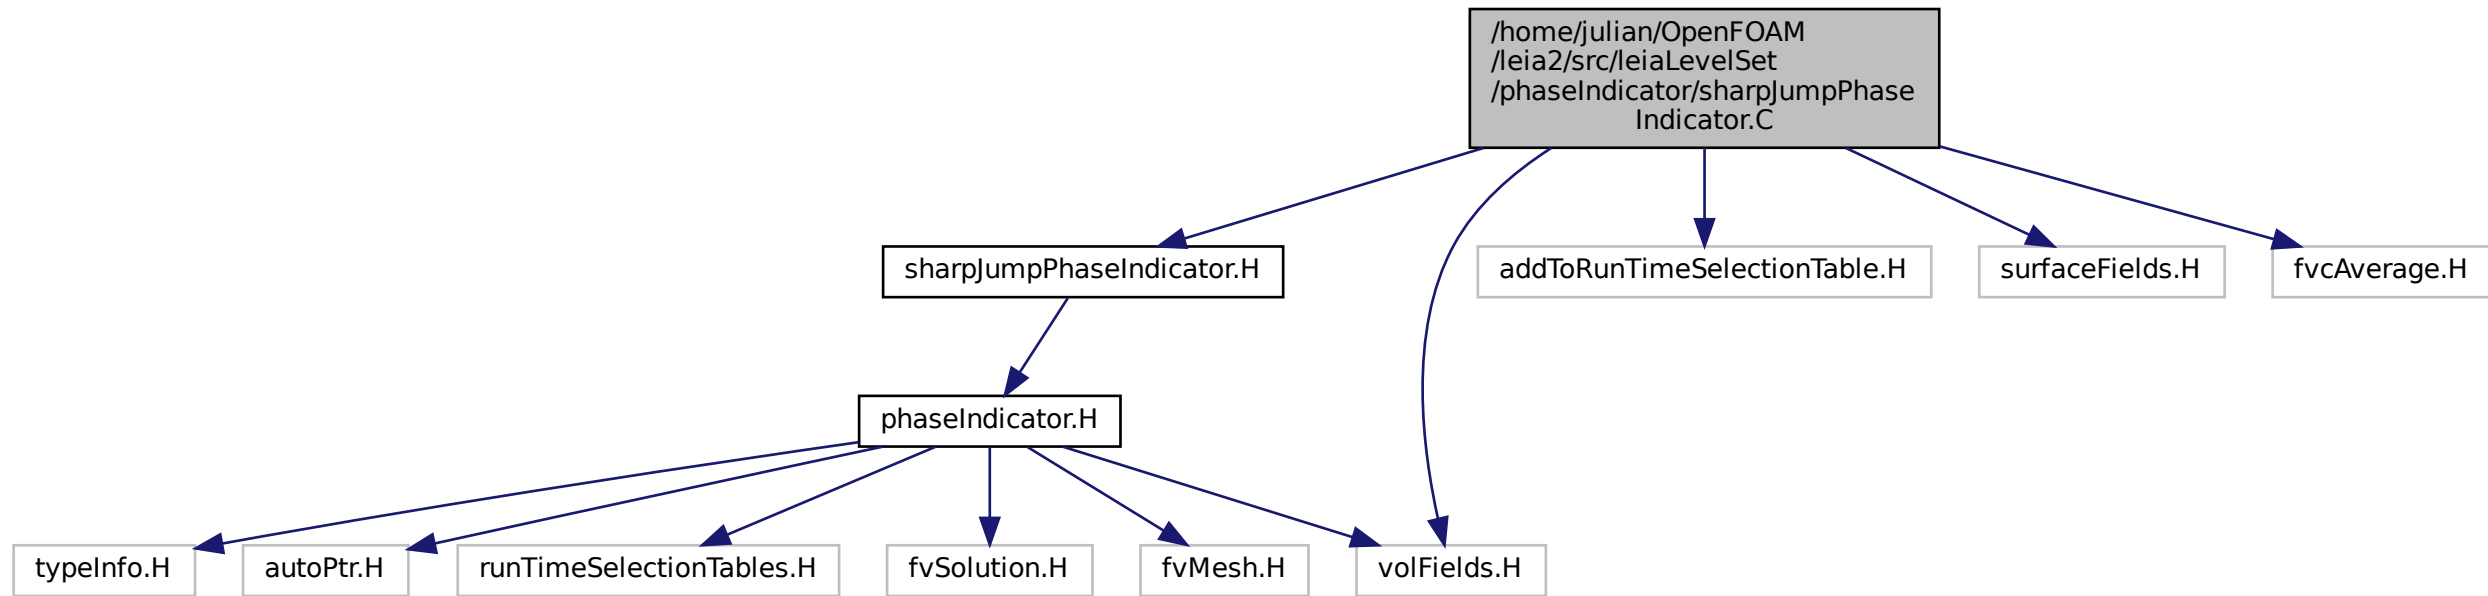 /home/julian/OpenFOAM
/leia2/src/leiaLevelSet
/phaseIndicator/sharpJumpPhase
Indicator.C
sharpJumpPhaseIndicator.H
addToRunTimeSelectionTable.H
surfaceFields.H
fvcAverage.H
phaseIndicator.H
typeInfo.H
autoPtr.H
runTimeSelectionTables.H
fvSolution.H
fvMesh.H
volFields.H